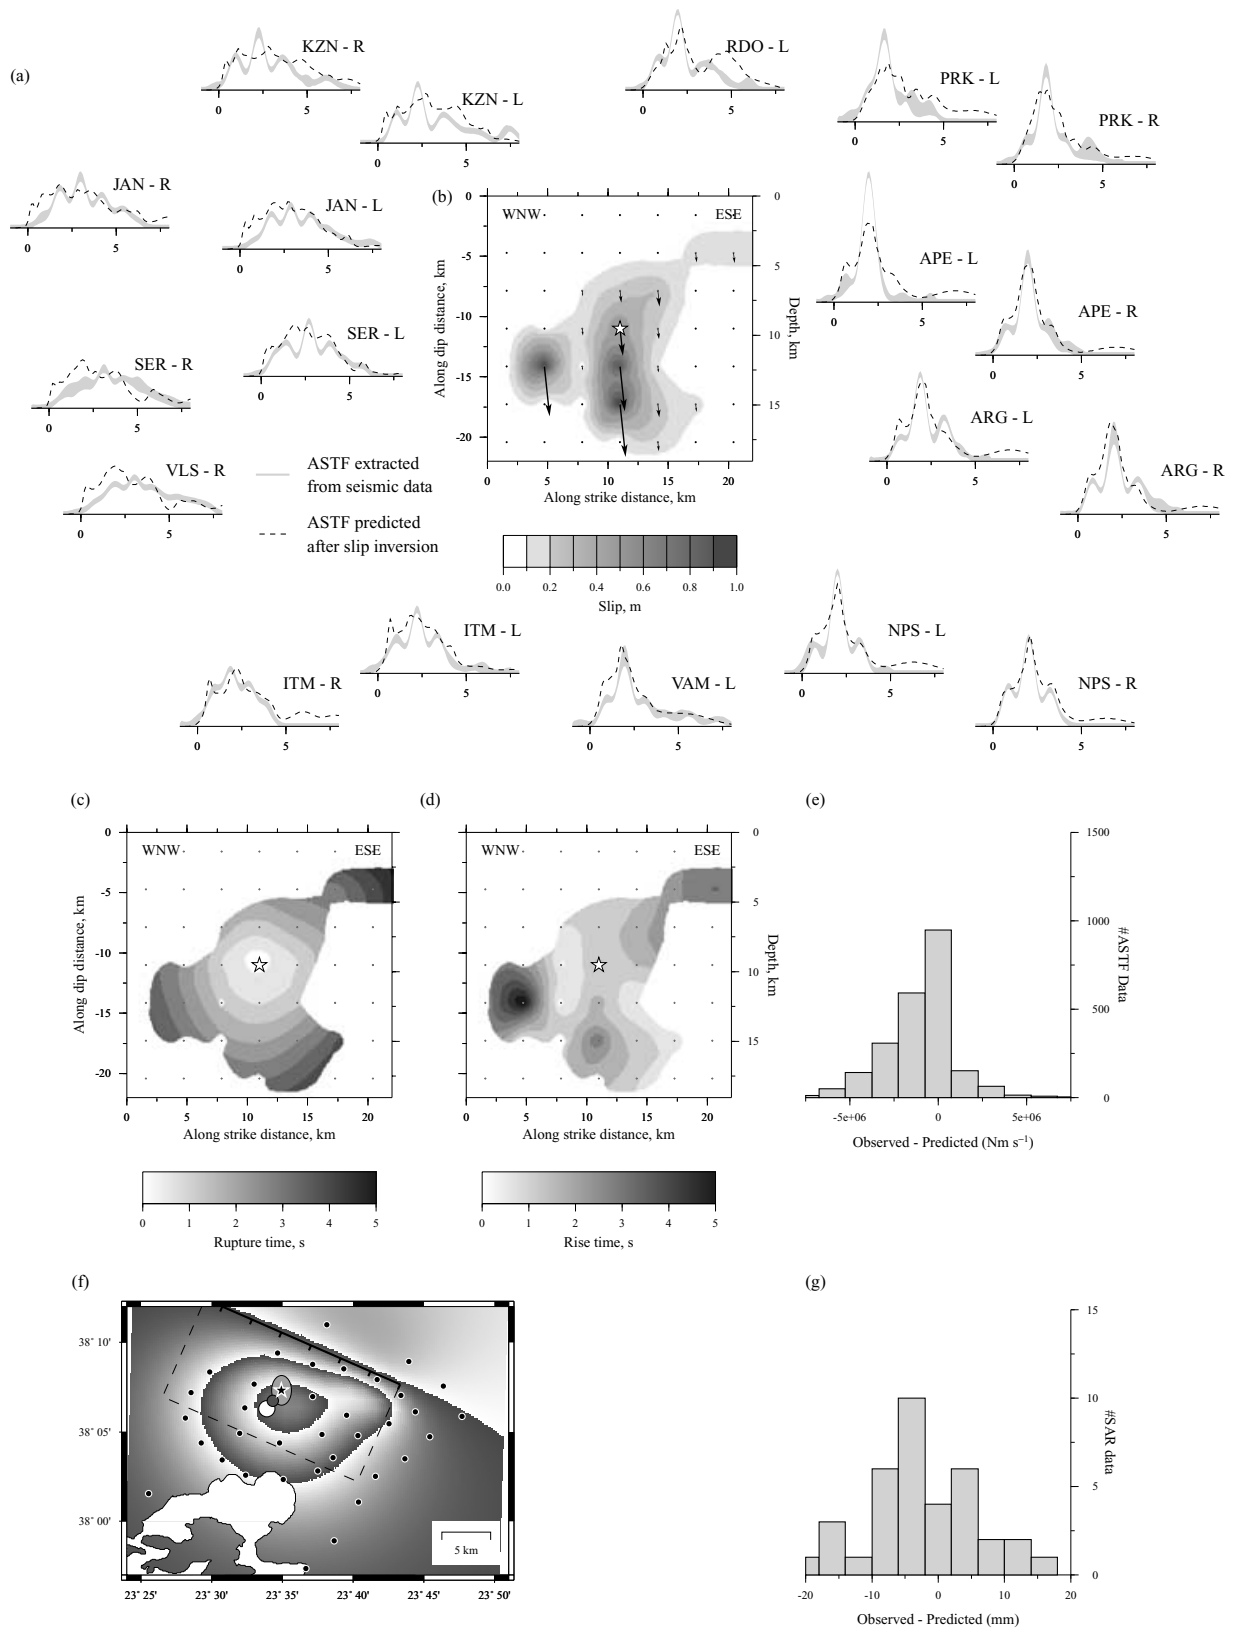 (a)
KZN - R
0
5
KZN - L
0
5
RDO - L
0
5
PRK - L
0
5
PRK - R
0
5
JAN - R
0
5
JAN - L
0
5
SER - L
0
5
SER - R
0
5
VLS - R
0
5
ASTF extracted
from seismic data
ASTF predicted
after slip inversion
(b)
WNW
ESE
0
-5
-10
-15
-20
Along dip distance, km
0
5
10
15
Depth, km
0
5
10
15
20
Along strike distance, km
0.0
0.2
0.4
0.6
0.8
1.0
Slip, m
APE - L
0
5
APE - R
0
5
ARG - L
0
5
ARG - R
0
5
ITM - L
0
5
ITM - R
0
5
VAM - L
0
5
NPS - L
0
5
NPS - R
0
5
(c)
WNW
ESE
0
-5
-10
-15
-20
Along dip distance, km
0
5
10
15
20
Along strike distance, km
0
1
2
3
4
5
Rupture time, s
(d)
WNW
ESE
0
5
10
15
Depth, km
0
5
10
15
20
Along strike distance, km
0
1
2
3
4
5
Rise time, s
(e)
1500
1000
500
0
#ASTF Data
-5e+06
0
5e+06
Observed - Predicted (Nm s⁻¹)
(f)
38° 10'
38° 05'
38° 00'
23° 25'
23° 30'
23° 35'
23° 40'
23° 45'
23° 50'
5 km
(g)
15
10
5
0
#SAR data
-20
-10
0
10
20
Observed - Predicted (mm)